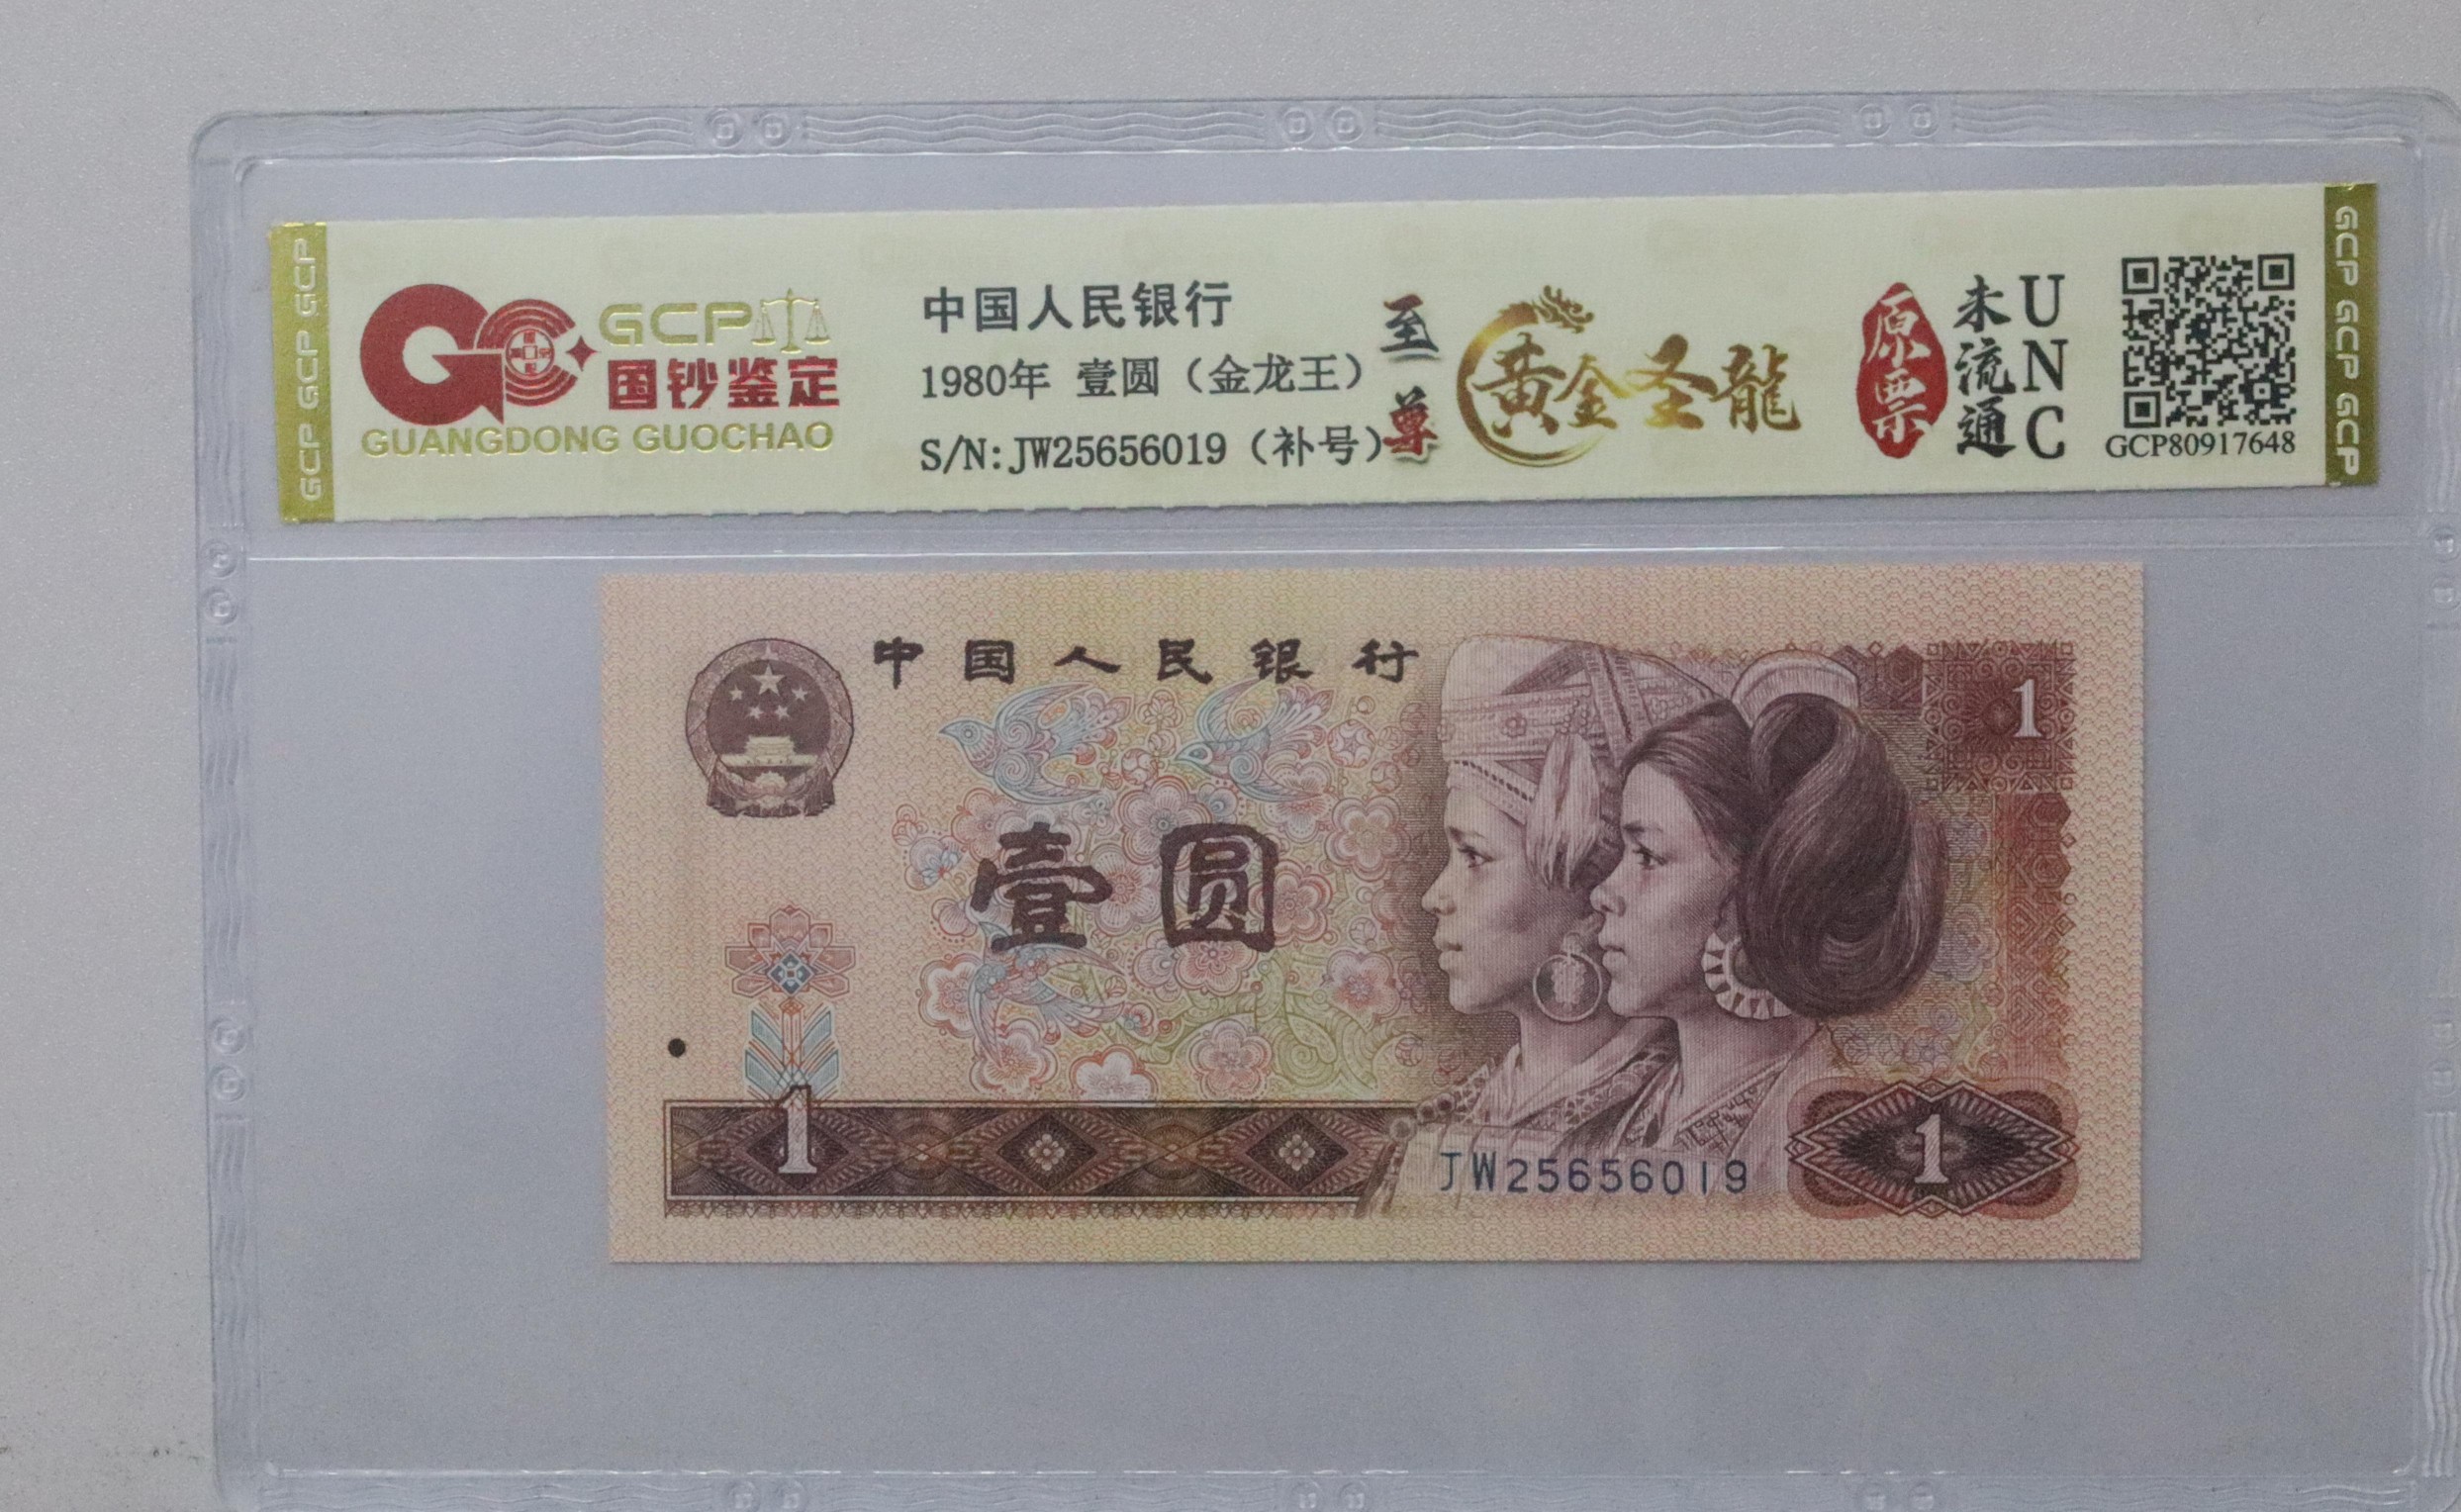 GCP GCP GCP
GCP
国钞鉴定
GUANGDONG GUOCHAO
中国人民银行
1980年 壹圆（金龙王）
S/N:JW25656019（补号）
至尊
黄金圣龍
原票
未流通
UNC
GCP80917648
GCP GCP GCP
中国人民银行
1
壹圆
1
JW25656019
1